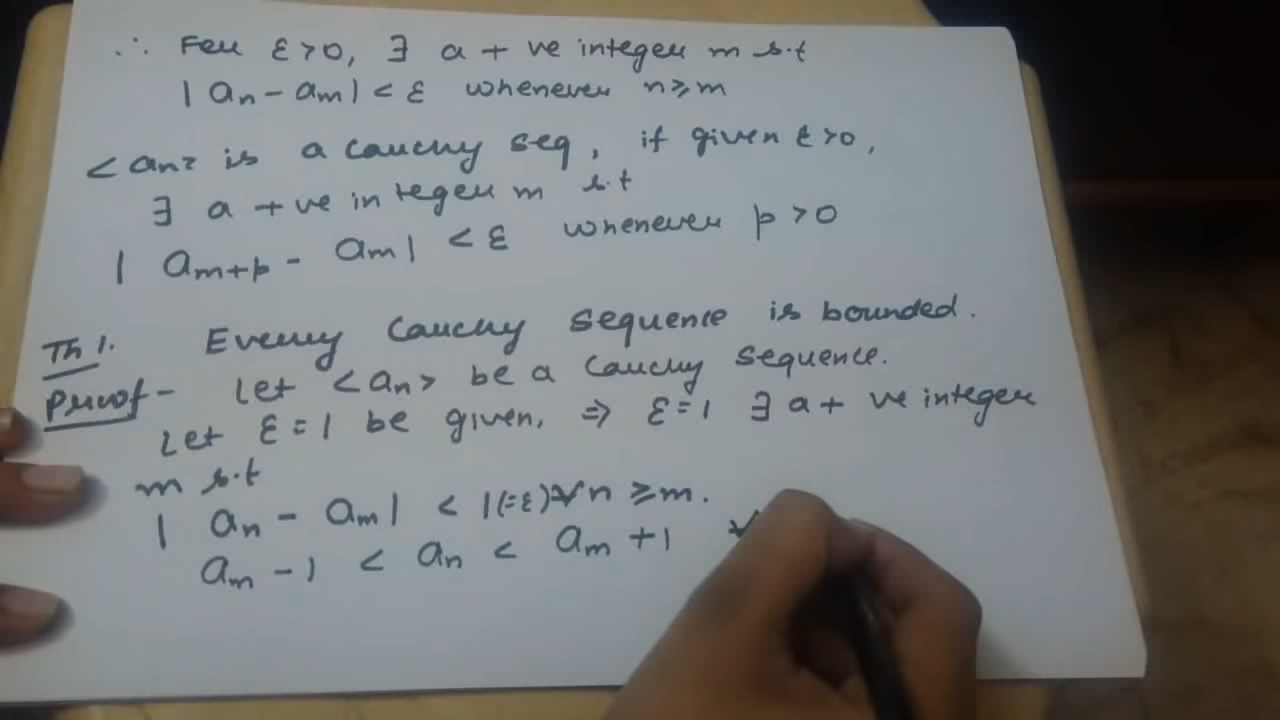 ∴ For ε>0, ∃ a +ve integer m s.t
|an - am| < ε whenever n≥m
<an> is a cauchy seq, if given ε>0,
∃ a +ve integer m s.t
|am+p - am| < ε whenever p>0
Th 1. Every Cauchy sequence is bounded.
Proof - Let <an> be a Cauchy sequence.
Let ε=1 be given, ⇒ ε=1 ∃ a + ve integer
m s.t
|an - am| < 1(=ε) ∀ n ≥ m.
am - 1 < an < am + 1 ∀